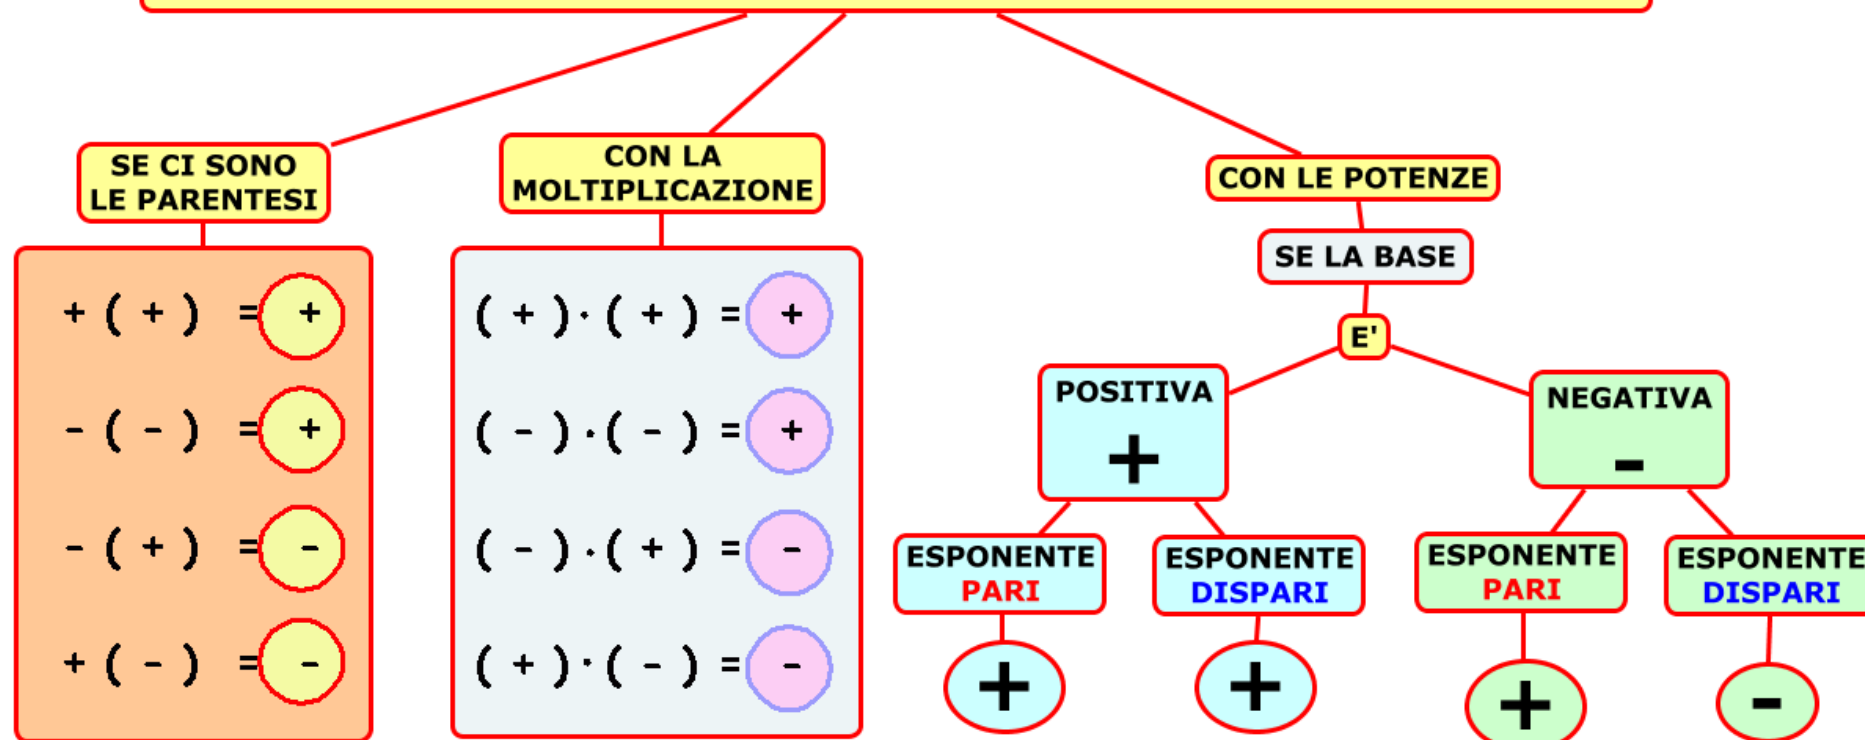 SE CI SONO
LE PARENTESI
+ ( + ) = +
- ( - ) = +
- ( + ) = -
+ ( - ) = -
CON LA
MOLTIPLICAZIONE
( + ) · ( + ) = +
( - ) . ( - ) = +
( - ) . ( + ) = -
( + ) · ( - ) = -
CON LE POTENZE
SE LA BASE
E'
POSITIVA
+
ESPONENTE
PARI
+
ESPONENTE
DISPARI
+
NEGATIVA
-
ESPONENTE
PARI
+
ESPONENTE
DISPARI
-